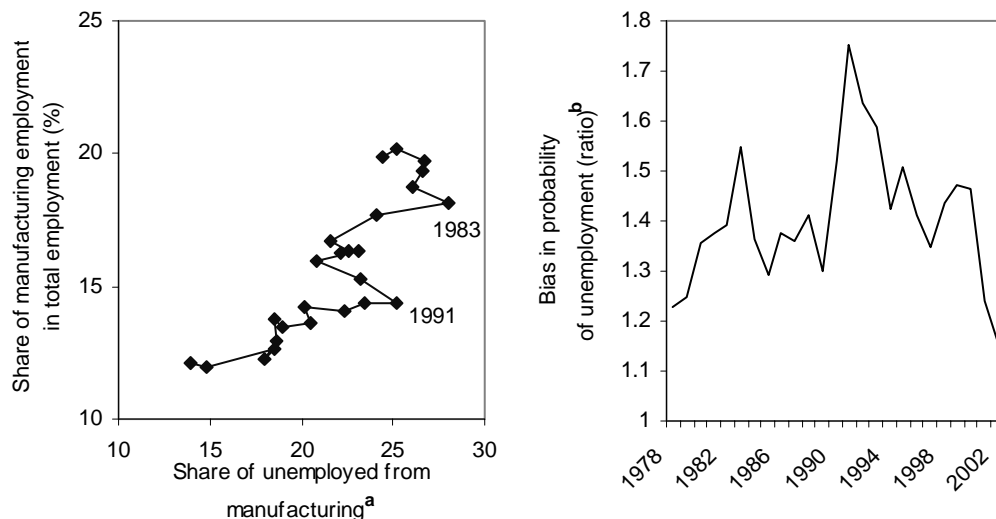 Share of manufacturing employment
in total employment (%)
25
20
15
10
10 15 20 25 30
1983
1991
Share of unemployed from
manufacturing a
Bias in probability
of unemployment (ratio) b
1.8
1.7
1.6
1.5
1.4
1.3
1.2
1.1
1
1978 1982 1986 1990 1994 1998 2002